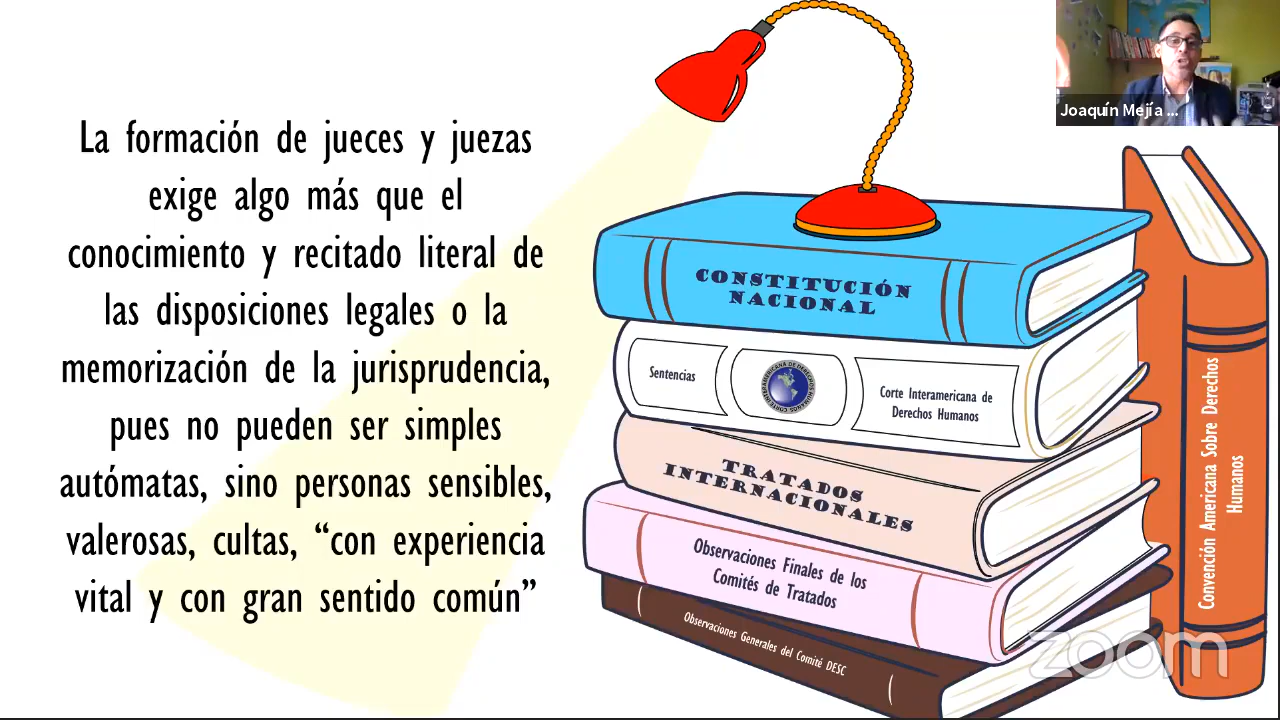 La formación de jueces y juezas
exige algo más que el
conocimiento y recitado literal de
las disposiciones legales o la
memorización de la jurisprudencia,
pues no pueden ser simples
autómatas, sino personas sensibles,
valerosas, cultas, “con experiencia
vital y con gran sentido común”
Joaquín Mejía ...
CONSTITUCIÓN
NACIONAL
Sentencias
Corte Interamericana de
Derechos Humanos
TRATADOS
INTERNACIONALES
Observaciones Finales de los
Comités de Tratados
Observaciones Generales del Comité DESC
Convención Americana Sobre Derechos
Humanos
zoom